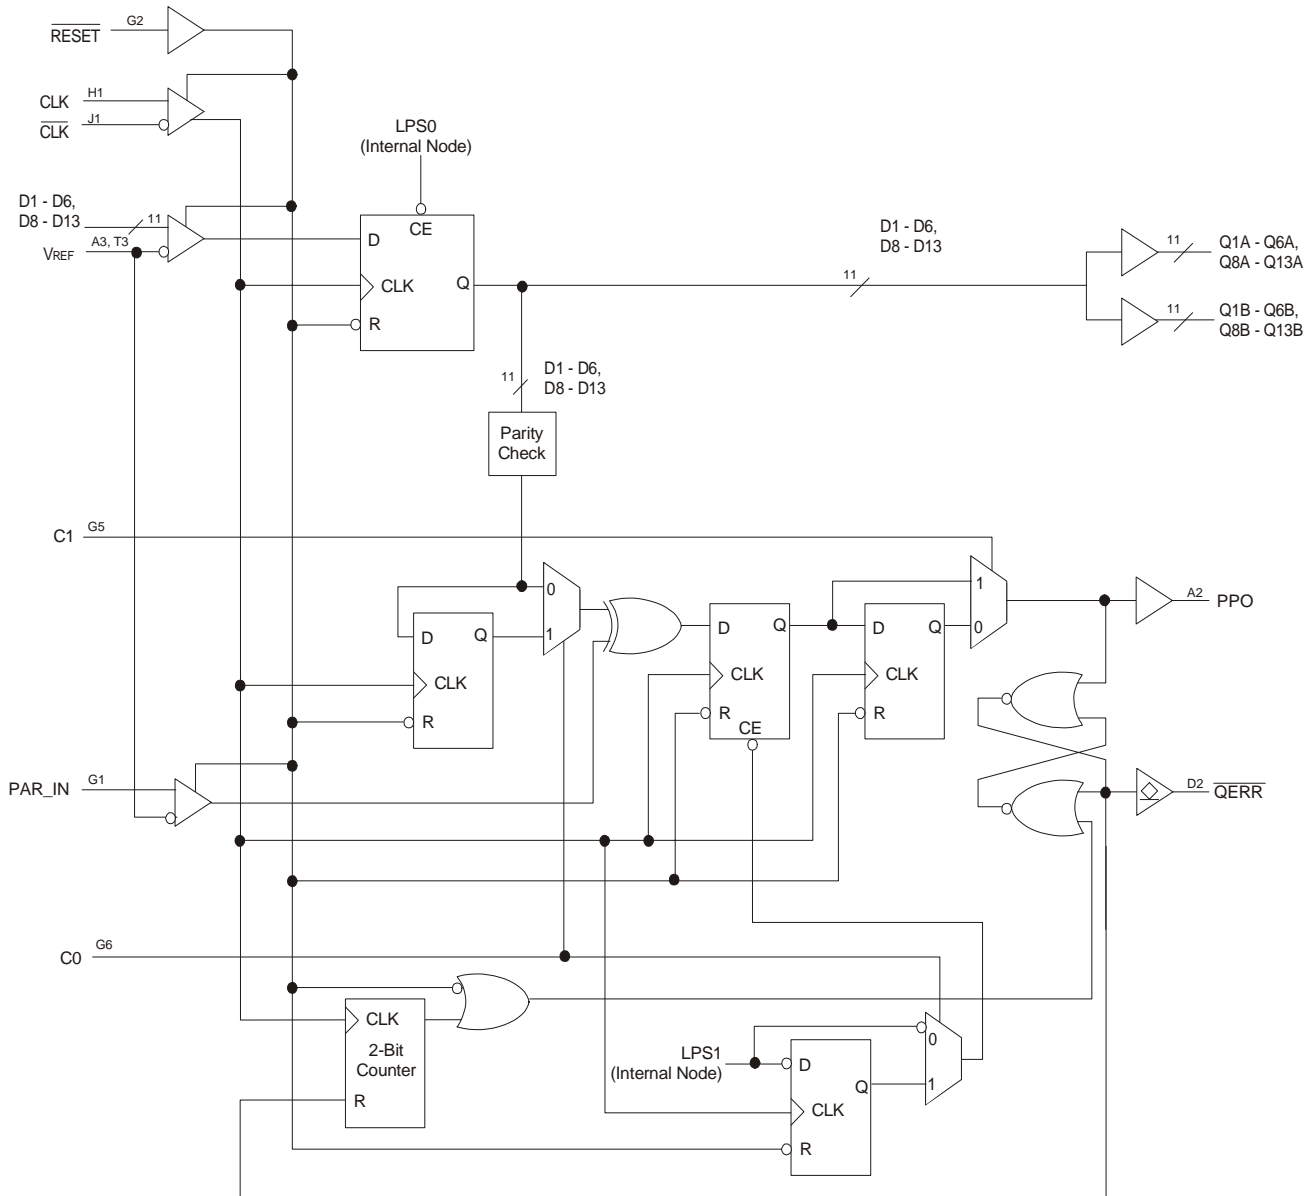 RESET G2
CLK H1
CLK J1
LPS0
(Internal Node)
D1 - D6,
D8 - D13 11
VREF A3, T3
CE
D
CLK
Q
R
D1 - D6,
D8 - D13
11
11 Q1A - Q6A,
Q8A - Q13A
11 Q1B - Q6B,
Q8B - Q13B
11 D1 - D6,
D8 - D13
Parity
Check
C1 G5
0
1
D Q
CLK
R
D Q
CLK
R
CE
D Q
CLK
R
1
0
A2 PPO
PAR_IN G1
D2 QERR
C0 G6
CLK
2-Bit
Counter
R
LPS1
(Internal Node)
D
Q
CLK
R
0
1